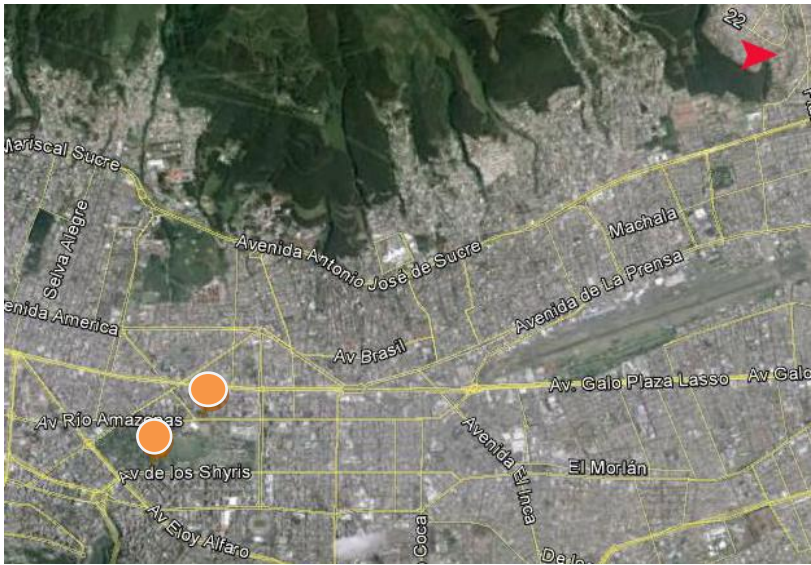 22
Mariscal Sucre
Selva Alegre
Machala
Avenida Antonio José de Sucre
Avenida de La Prensa
enida America
Av Brasil
Av. Galo Plaza Lasso
Av Galo
Av Río Amazonas
Avenida El Inca
El Morlán
Av de los Shyris
Av Eloy Alfaro
Coca
De lo